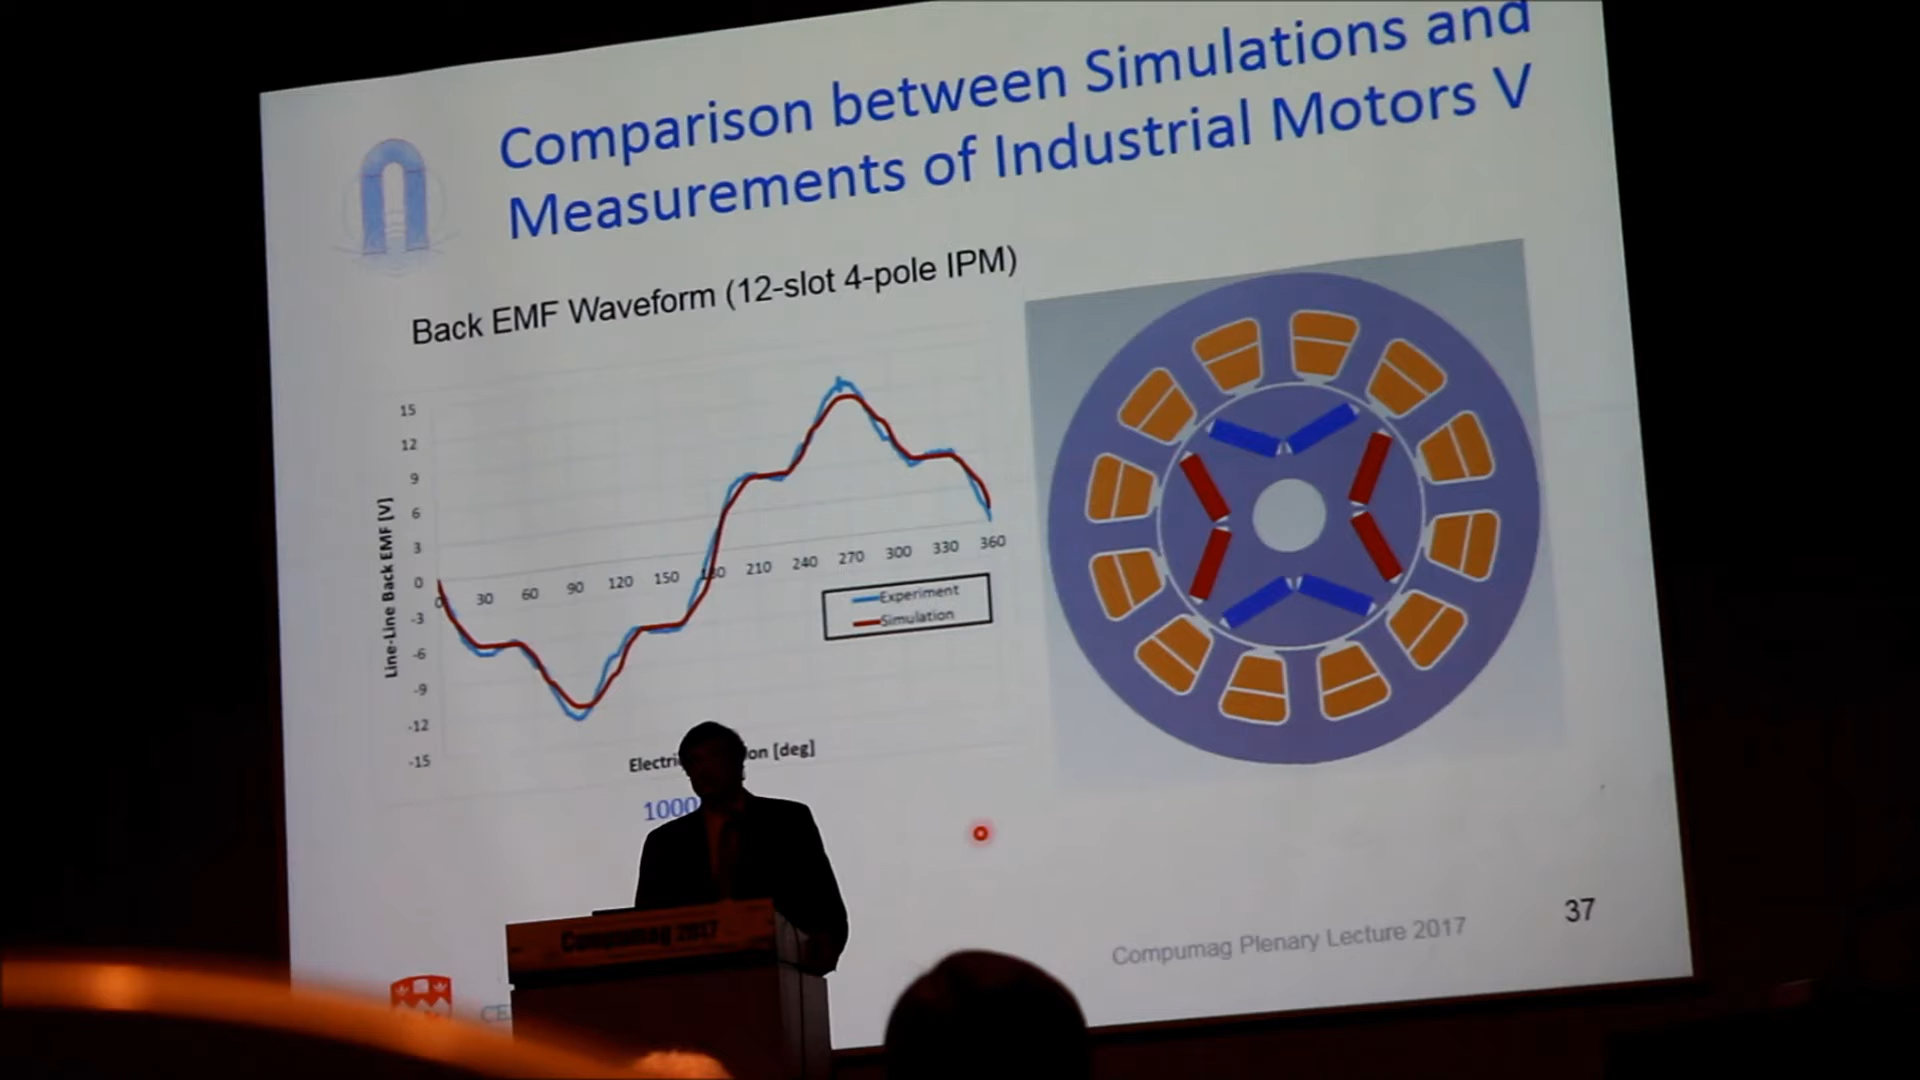 Comparison between Simulations and
Measurements of Industrial Motors V
Back EMF Waveform (12-slot 4-pole IPM)
15
12
9
6
3
0
-3
-6
-9
-12
-15
Line-Line Back EMF [V]
0 30 60 90 120 150 180 210 240 270 300 330 360
Experiment
Simulation
[deg]
1000
Compumag 2017
Compumag Plenary Lecture 2017
37